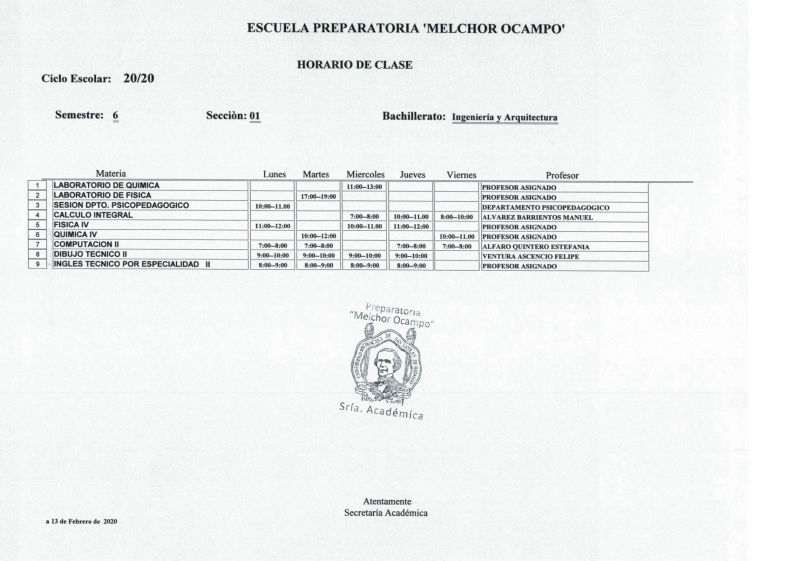 ESCUELA PREPARATORIA 'MELCHOR OCAMPO'
HORARIO DE CLASE
Ciclo Escolar: 20/20
Semestre: 6 Secciòn: 01 Bachillerato: Ingeniería y Arquitectura
Materia Lunes Martes Miercoles Jueves Viernes Profesor
1 LABORATORIO DE QUIMICA 11:00--13:00 PROFESOR ASIGNADO
2 LABORATORIO DE FISICA 17:00--19:00 PROFESOR ASIGNADO
3 SESION DPTO. PSICOPEDAGOGICO 10:00--11.00 DEPARTAMENTO PSICOPEDAGOGICO
4 CALCULO INTEGRAL 7:00--8:00 10:00--11.00 8:00--10:00 ALVAREZ BARRIENTOS MANUEL
5 FISICA IV 11:00--12:00 10:00--11.00 11:00--12:00 PROFESOR ASIGNADO
6 QUIMICA IV 10:00--12:00 10:00--11.00 PROFESOR ASIGNADO
7 COMPUTACION II 7:00--8:00 7:00--8:00 7:00--8:00 7:00--8:00 ALFARO QUINTERO ESTEFANIA
8 DIBUJO TECNICO II 9:00--10:00 9:00--10:00 9:00--10:00 9:00--10:00 VENTURA ASCENCIO FELIPE
9 INGLES TECNICO POR ESPECIALIDAD II 8:00--9:00 8:00--9:00 8:00--9:00 8:00--9:00 PROFESOR ASIGNADO
Preparatoria
"Melchor Ocampo"
Sría. Académica
Atentamente
Secretaría Académica
a 13 de Febrero de 2020